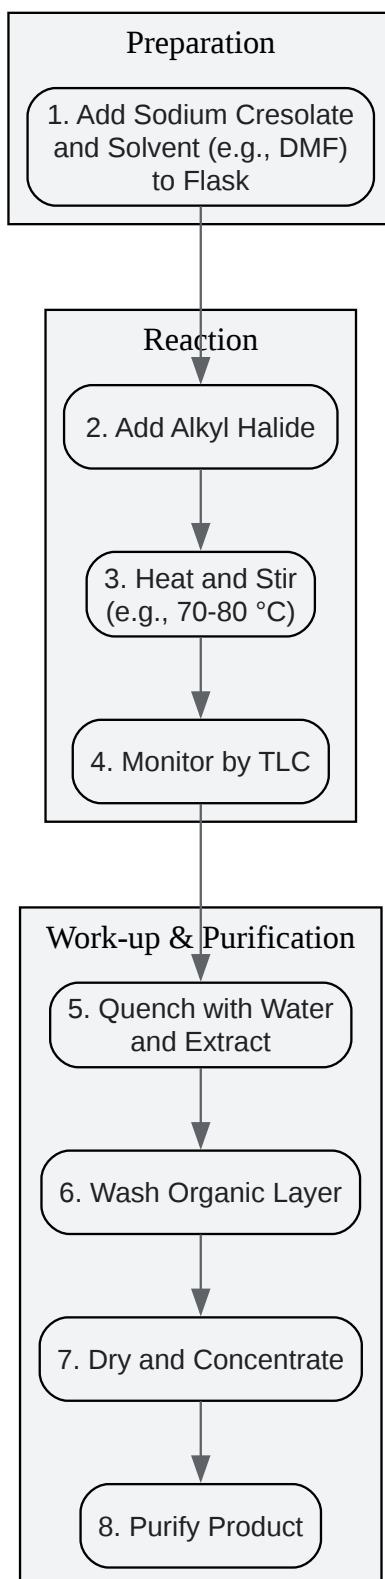 Preparation
1. Add Sodium Cresolate
and Solvent (e.g., DMF)
to Flask
Reaction
2. Add Alkyl Halide
3. Heat and Stir
(e.g., 70-80 °C)
4. Monitor by TLC
Work-up & Purification
5. Quench with Water
and Extract
6. Wash Organic Layer
7. Dry and Concentrate
8. Purify Product